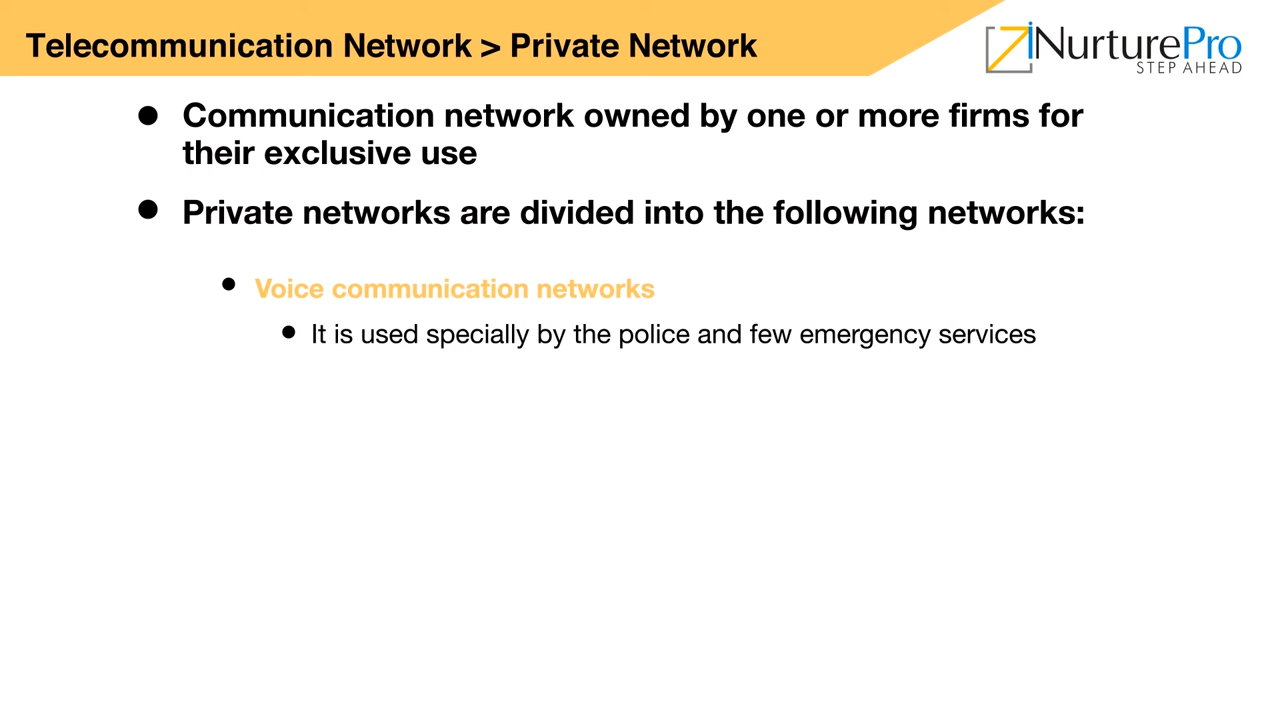 Telecommunication Network > Private Network
iNurturePro
STEP AHEAD
● Communication network owned by one or more firms for
their exclusive use
● Private networks are divided into the following networks:
● Voice communication networks
● It is used specially by the police and few emergency services